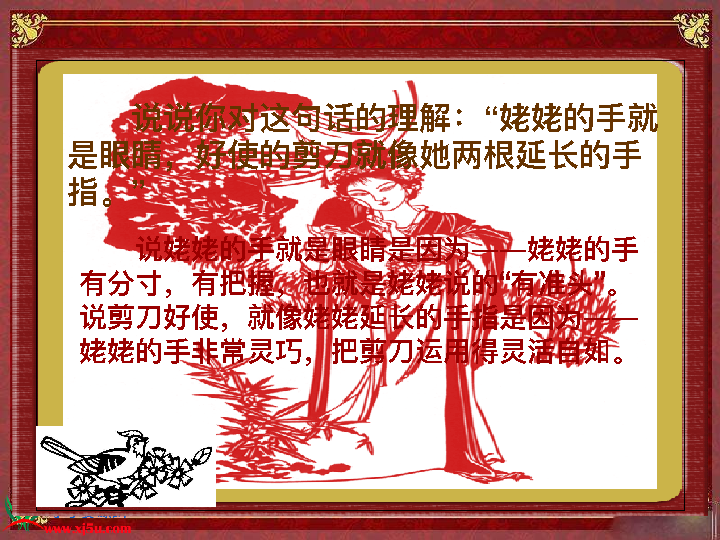 说说你对这句话的理解：“姥姥的手就
是眼睛，好使的剪刀就像她两根延长的手
指。”
说姥姥的手就是眼睛是因为——姥姥的手
有分寸，有把握，也就是姥姥说的“有准头”。
说剪刀好使，就像姥姥延长的手指是因为——
姥姥的手非常灵巧，把剪刀运用得灵活自如。
www.xj5u.com